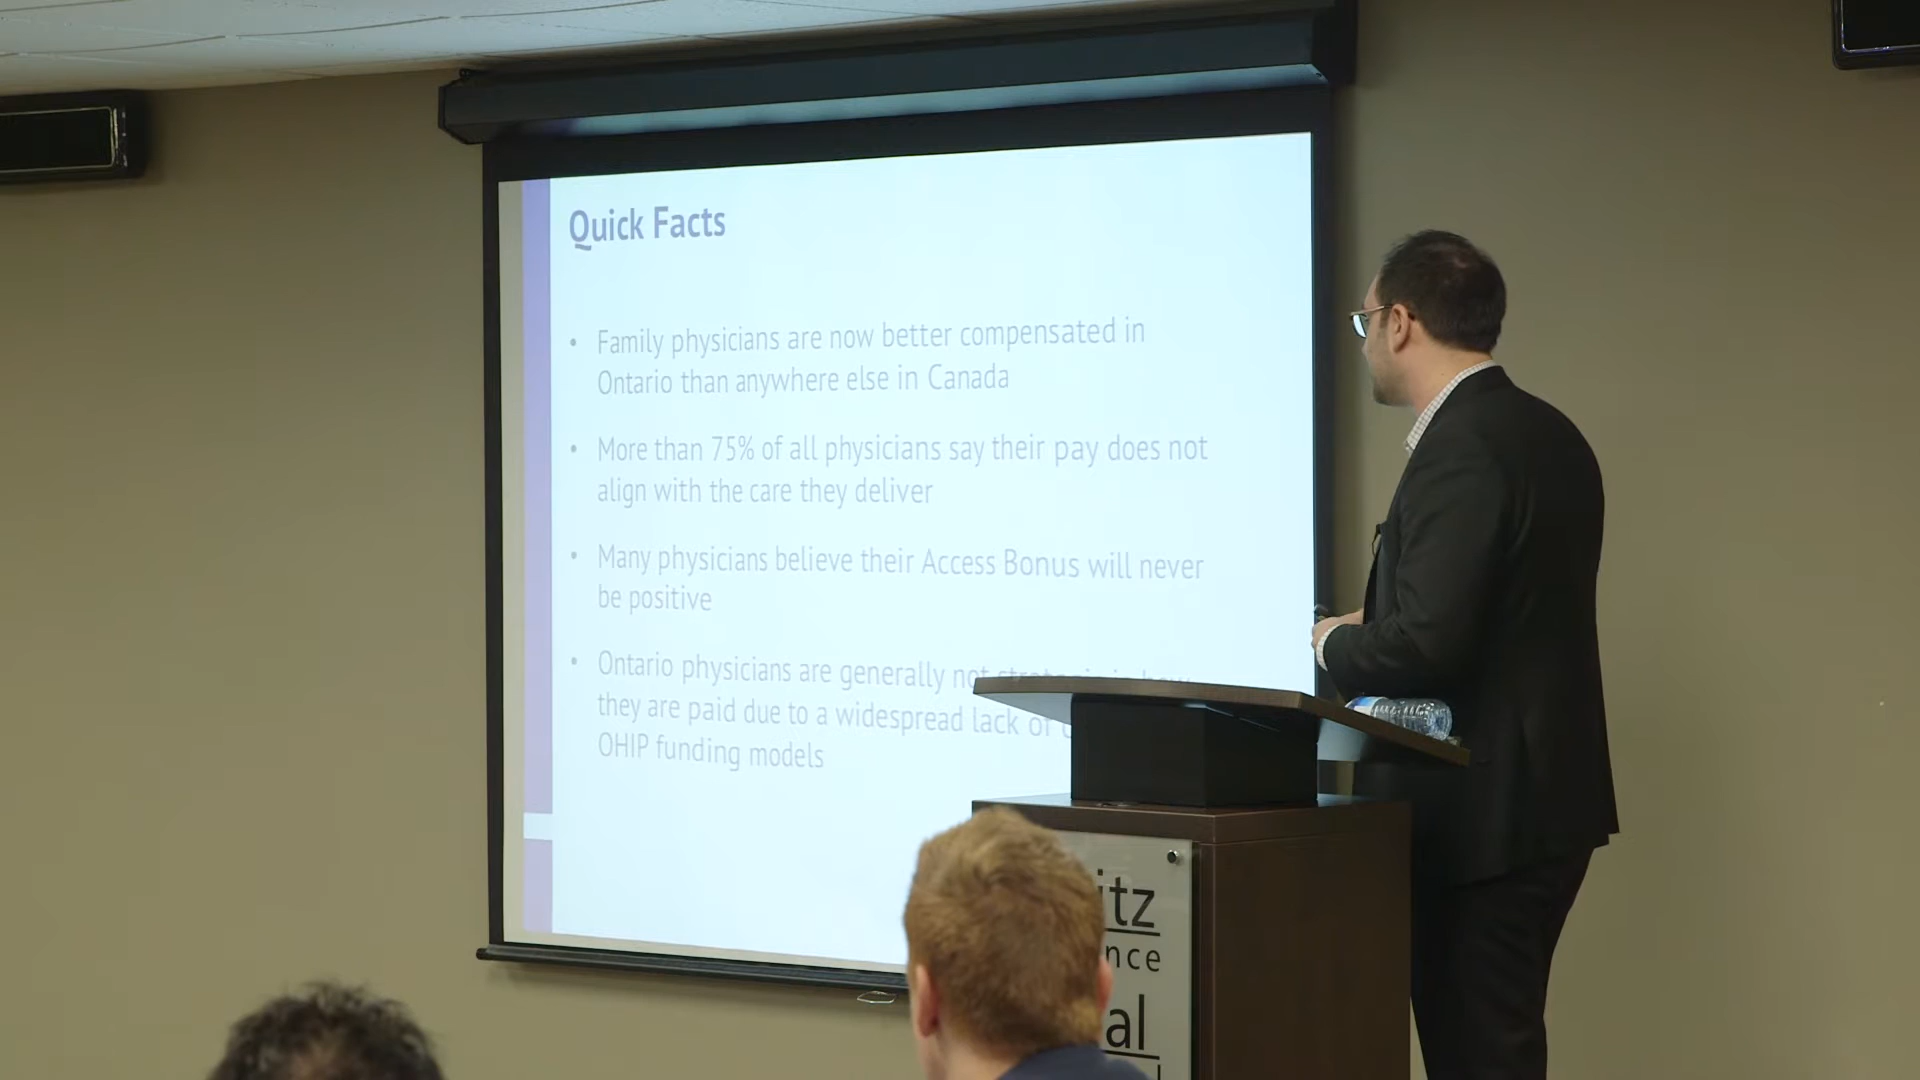 Quick Facts
• Family physicians are now better compensated in
Ontario than anywhere else in Canada
• More than 75% of all physicians say their pay does not
align with the care they deliver
• Many physicians believe their Access Bonus will never
be positive
• Ontario physicians are generally not
they are paid due to a widespread lack of
OHIP funding models
itz
nce
al